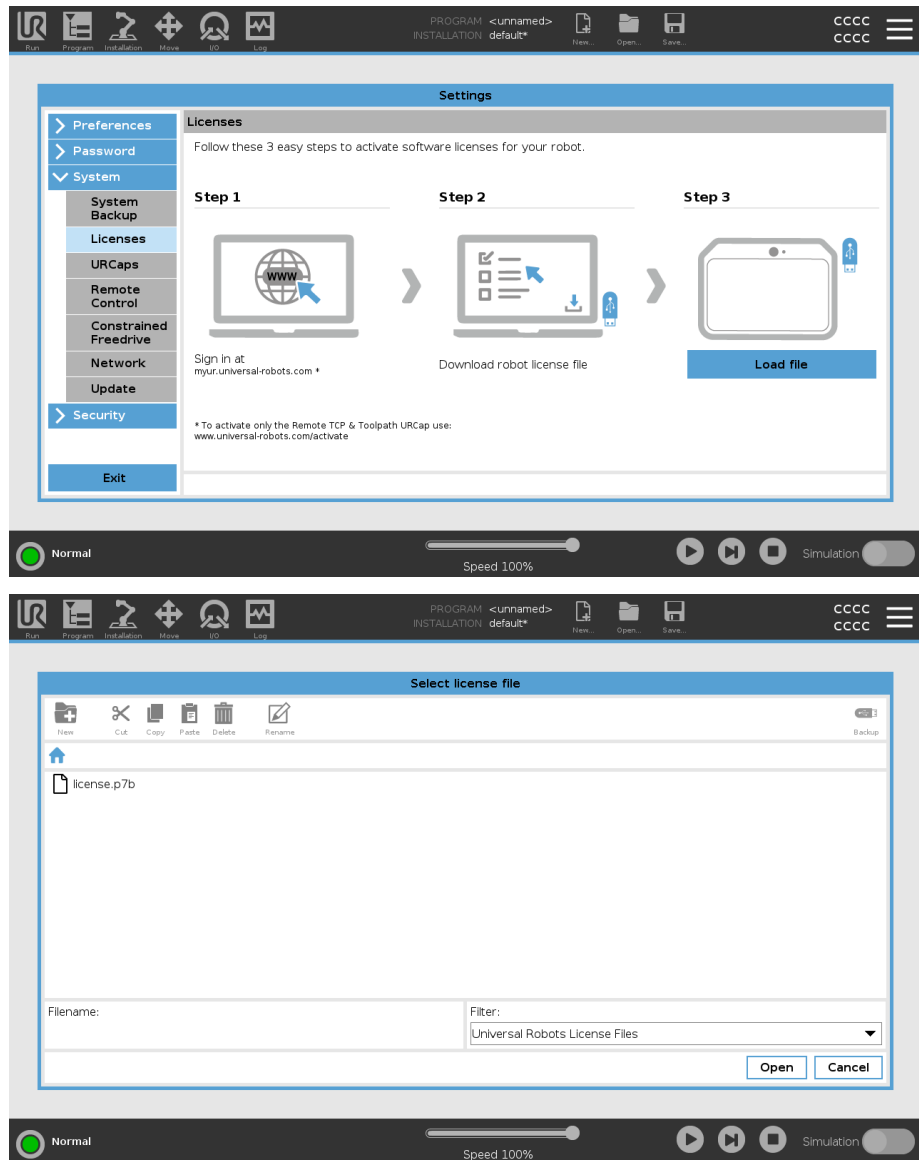 PROGRAM <unnamed>
INSTALLATION default*
CCCC
CCCC
Run Program Installation Move I/O Log New... Open... Save...
Settings
Preferences
Password
System
System
Backup
Licenses
URCaps
Remote
Control
Constrained
Freedrive
Network
Update
Security
Exit
Licenses
Follow these 3 easy steps to activate software licenses for your robot.
Step 1 Step 2 Step 3
WWW
Sign in at
myur.universal-robots.com *
Download robot license file
Load file
* To activate only the Remote TCP & Toolpath URCap use:
www.universal-robots.com/activate
Normal
Speed 100%
Simulation
PROGRAM <unnamed>
INSTALLATION default*
CCCC
CCCC
Run Program Installation Move I/O Log New... Open... Save...
Select license file
New Cut Copy Paste Delete Rename Backup
license.p7b
Filename:
Filter:
Universal Robots License Files
Open Cancel
Normal
Speed 100%
Simulation